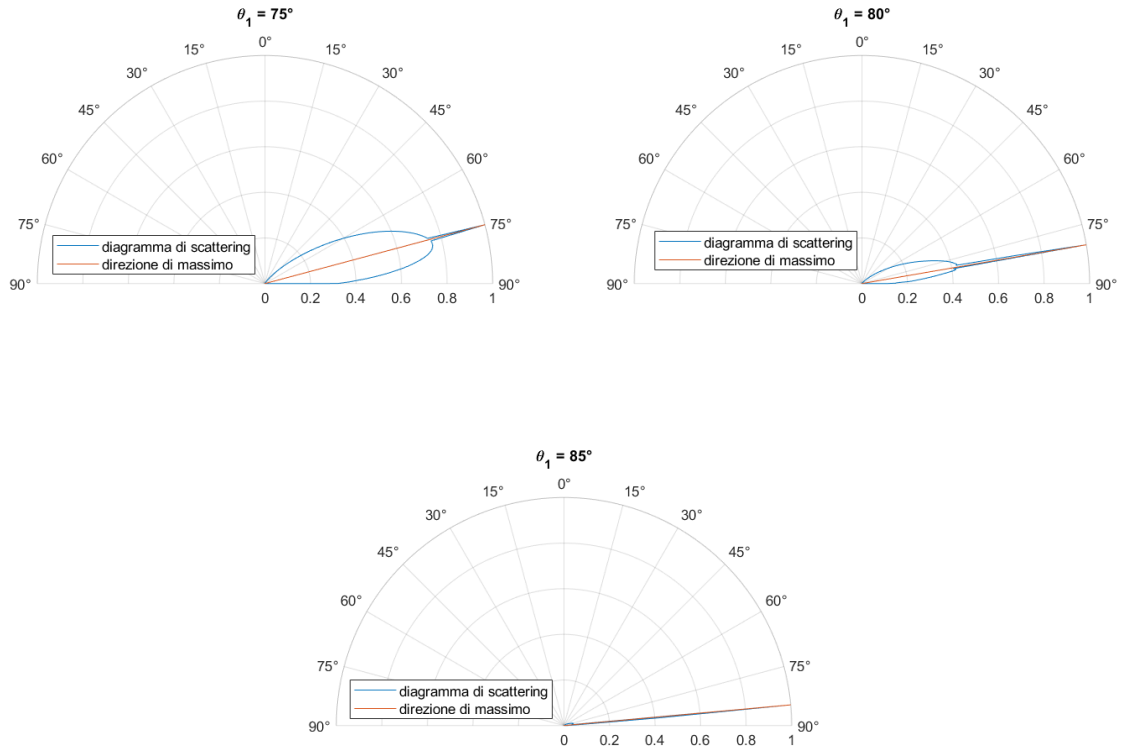 θ₁ = 75°
0°
15° 15°
30° 30°
45° 45°
60° 60°
75° 75°
diagramma di scattering
direzione di massimo
90° 90°
0 0.2 0.4 0.6 0.8 1
θ₁ = 80°
0°
15° 15°
30° 30°
45° 45°
60° 60°
75° 75°
diagramma di scattering
direzione di massimo
90° 90°
0 0.2 0.4 0.6 0.8 1
θ₁ = 85°
0°
15° 15°
30° 30°
45° 45°
60° 60°
75° 75°
diagramma di scattering
direzione di massimo
90° 90°
0 0.2 0.4 0.6 0.8 1